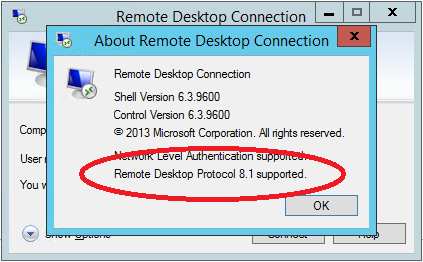 Remote Desktop Connection
About Remote Desktop Connection
Remote Desktop Connection
Shell Version 6.3.9600
Control Version 6.3.9600
© 2013 Microsoft Corporation. All rights reserved.
Network Level Authentication supported.
Remote Desktop Protocol 8.1 supported.
OK
Comp
User n
You w
Show Options
Connect
Help